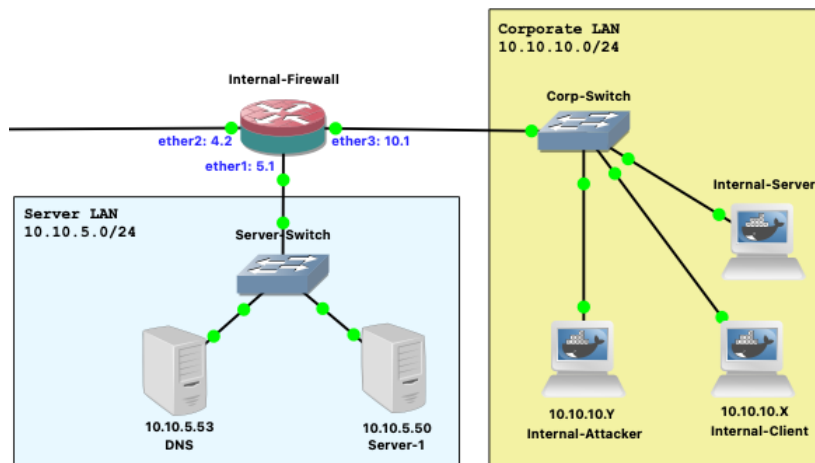 Corporate LAN
10.10.10.0/24
Internal-Firewall
Corp-Switch
ether2: 4.2
ether3: 10.1
ether1: 5.1
Internal-Server
Server LAN
10.10.5.0/24
Server-Switch
10.10.5.53
DNS
10.10.5.50
Server-1
10.10.10.Y
Internal-Attacker
10.10.10.X
Internal-Client